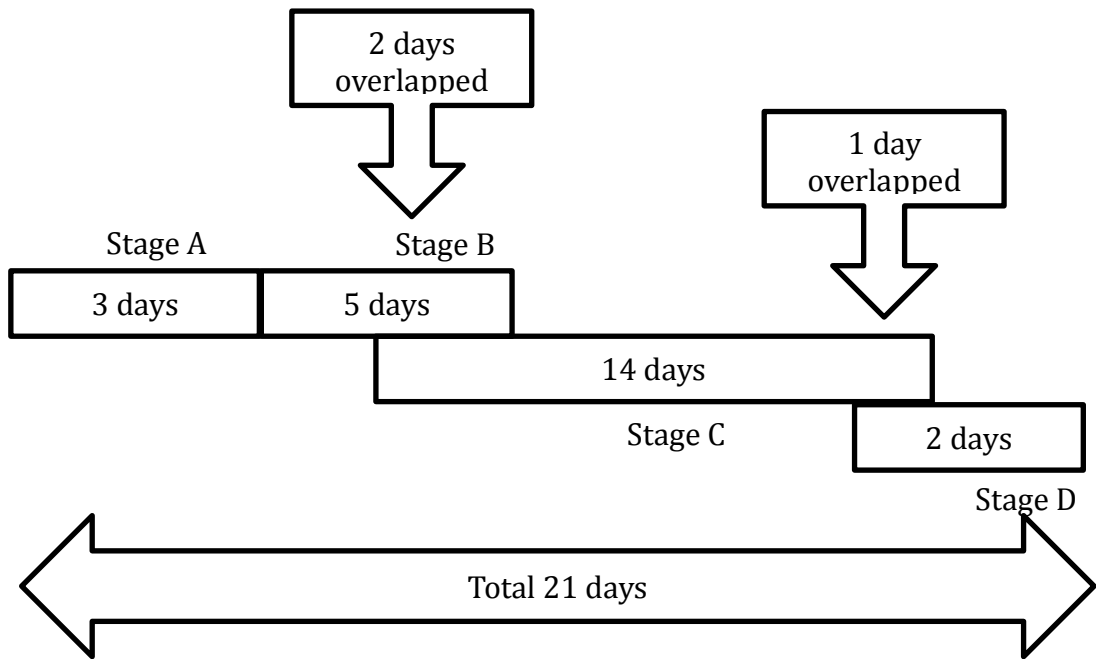 2 days
overlapped
1 day
overlapped
Stage A
Stage B
3 days
5 days
14 days
Stage C
2 days
Stage D
Total 21 days